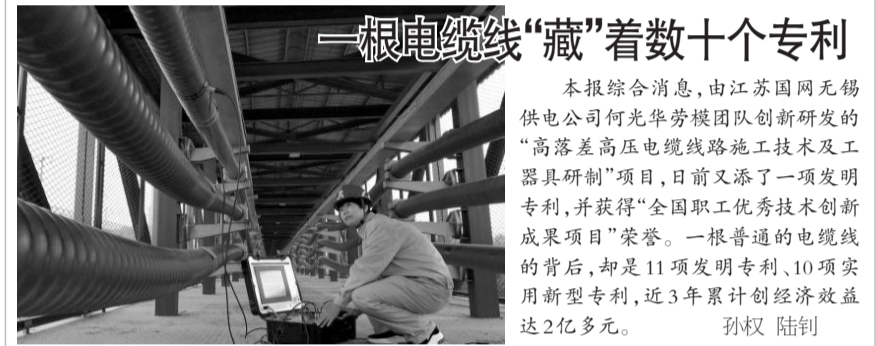 一根电缆线“藏”着数十个专利
本报综合消息,由江苏国网无锡
供电公司何光华劳模团队创新研发的
“高落差高压电缆线路施工技术及工
器具研制”项目,日前又添了一项发明
专利,并获得“全国职工优秀技术创新
成果项目”荣誉。一根普通的电缆线
的背后,却是11项发明专利、10项实
用新型专利,近3年累计创经济效益
达2亿多元。 孙权 陆钊